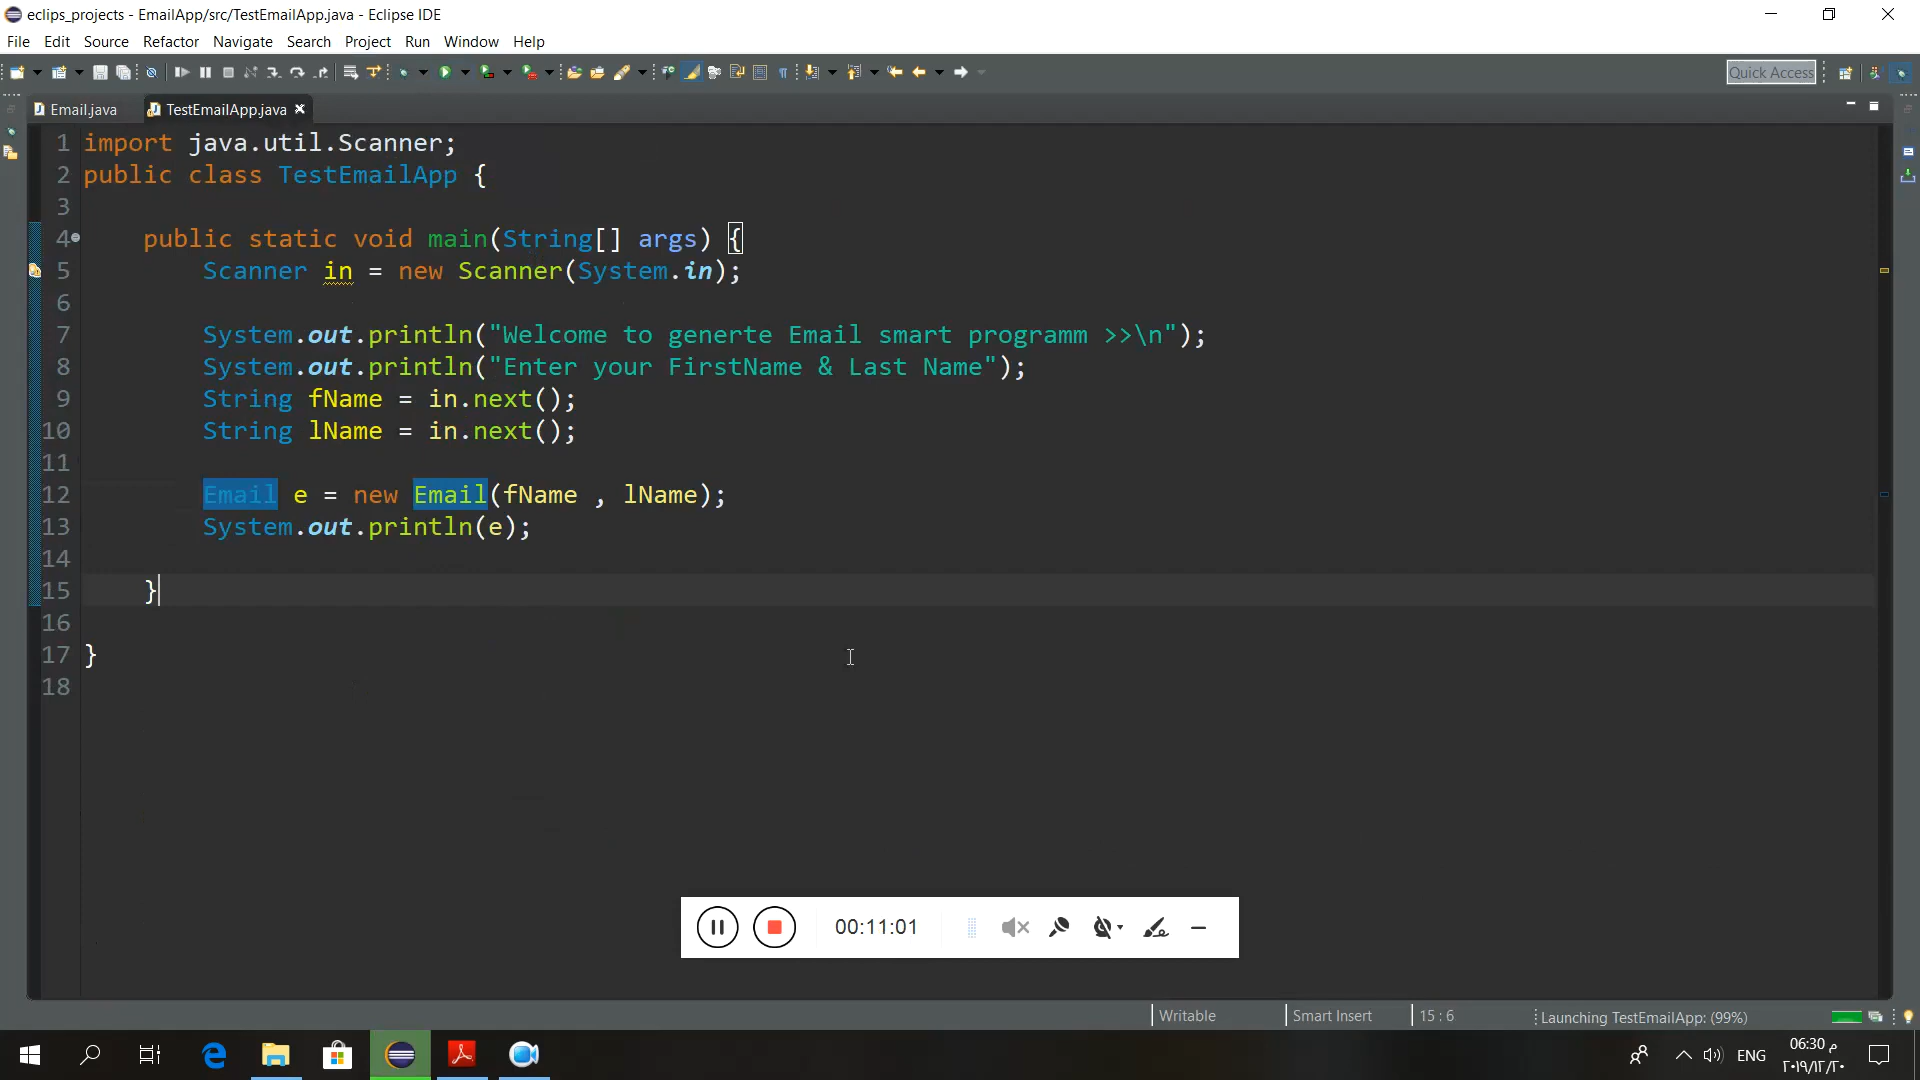 eclips_projects - EmailApp/src/TestEmailApp.java - Eclipse IDE
File Edit Search Source Refactor Navigate Search Project Run Window Help
Quick Access
Email.java TestEmailApp.java
1 import java.util.Scanner;
2 public class TestEmailApp {
3
4 public static void main(String[] args) {
5 Scanner in = new Scanner(System.in);
6
7 System.out.println("Welcome to generte Email smart programm >>\n");
8 System.out.println("Enter your FirstName & Last Name");
9 String fName = in.next();
10 String lName = in.next();
11
12 Email e = new Email(fName , lName);
13 System.out.println(e);
14
15 }
16
17 }
18
00:11:01
Writable Smart Insert 15 : 6 Launching TestEmailApp: (99%)
ENG
06:30 م
٢٠١٩/١٢/٢٠